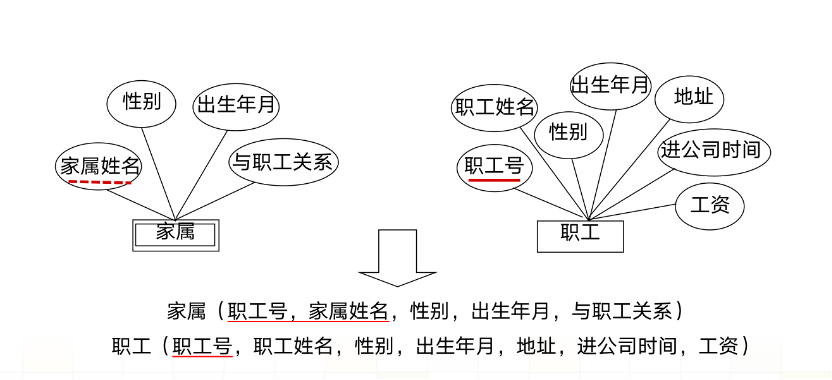 性别
出生年月
家属姓名
与职工关系
家属
职工姓名
性别
出生年月
地址
职工号
进公司时间
工资
职工
家属（职工号，家属姓名，性别，出生年月，与职工关系）
职工（职工号，职工姓名，性别，出生年月，地址，进公司时间，工资）